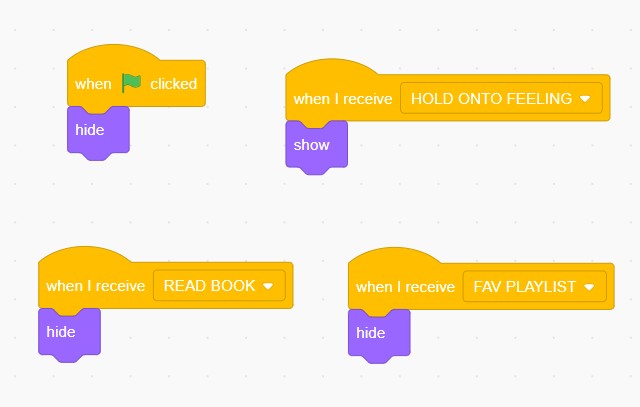 when clicked
hide
when I receive HOLD ONTO FEELING
show
when I receive READ BOOK
hide
when I receive FAV PLAYLIST
hide